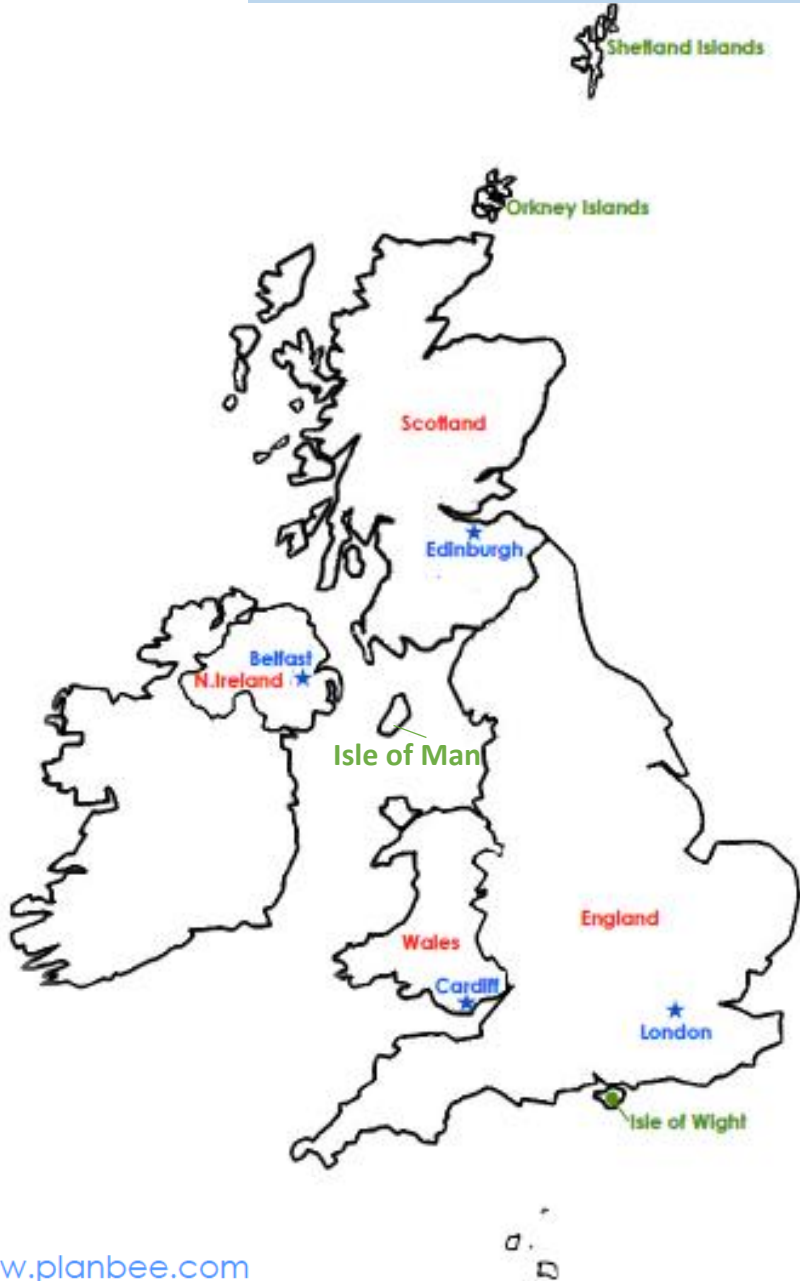 Shetland Islands
Orkney Islands
Scotland
Edinburgh
Belfast
N.Ireland
Isle of Man
England
Wales
Cardiff
London
Isle of Wight
w.planbee.com